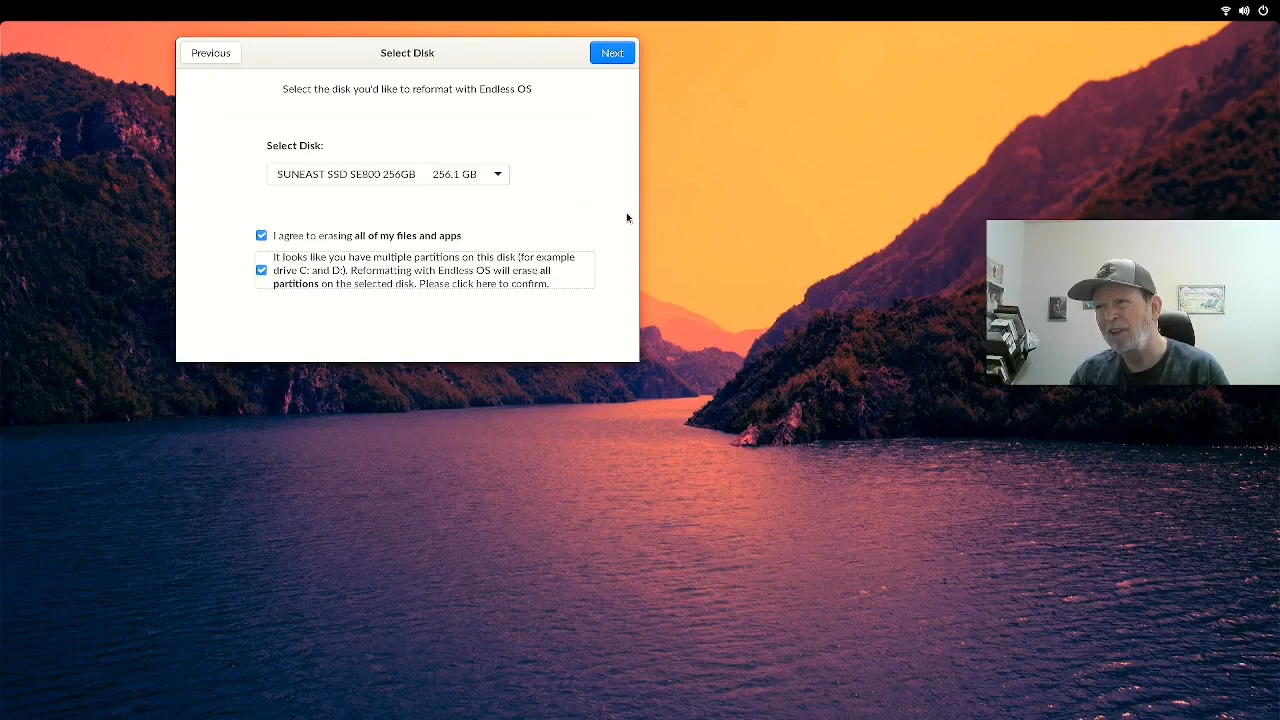 Previous
Select Disk
Next
Select the disk you'd like to reformat with Endless OS
Select Disk:
SUNEAST SSD SE800 256GB 256.1 GB
I agree to erasing all of my files and apps
It looks like you have multiple partitions on this disk (for example
drive C: and D:). Reformatting with Endless OS will erase all
partitions on the selected disk. Please click here to confirm.